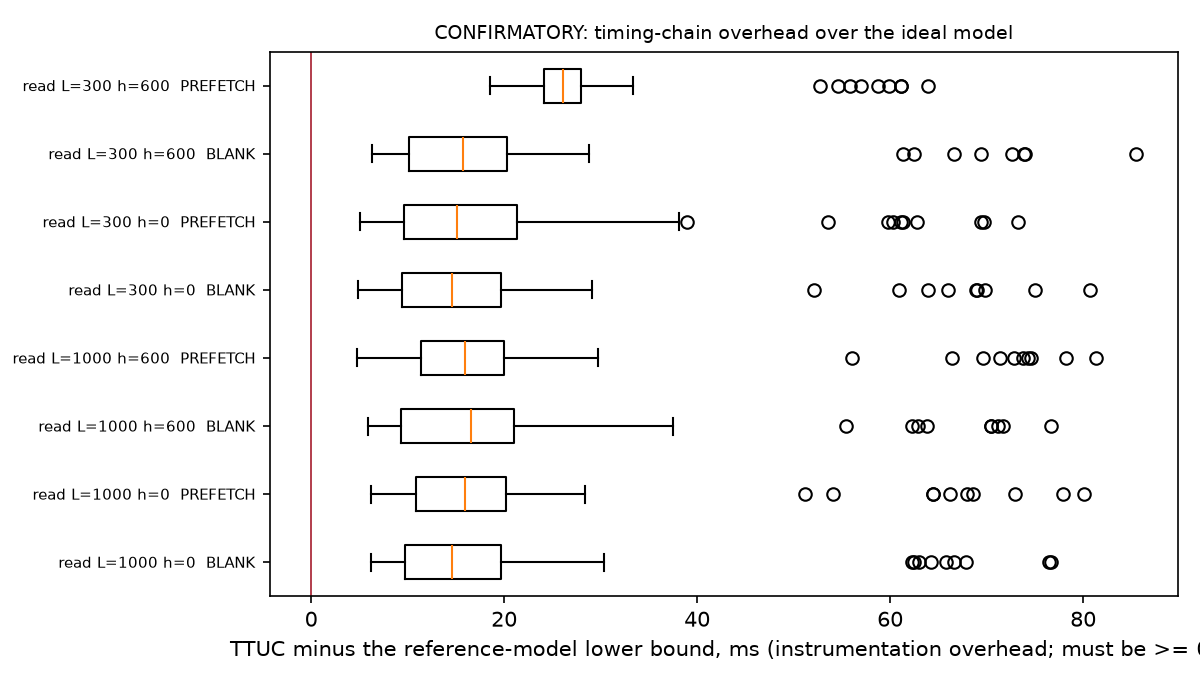 CONFIRMATORY: timing-chain overhead over the ideal model
read L=300 h=600 PREFETCH
read L=300 h=600 BLANK
read L=300 h=0 PREFETCH
read L=300 h=0 BLANK
read L=1000 h=600 PREFETCH
read L=1000 h=600 BLANK
read L=1000 h=0 PREFETCH
read L=1000 h=0 BLANK
0 20 40 60 80
TTUC minus the reference-model lower bound, ms (instrumentation overhead; must be >=